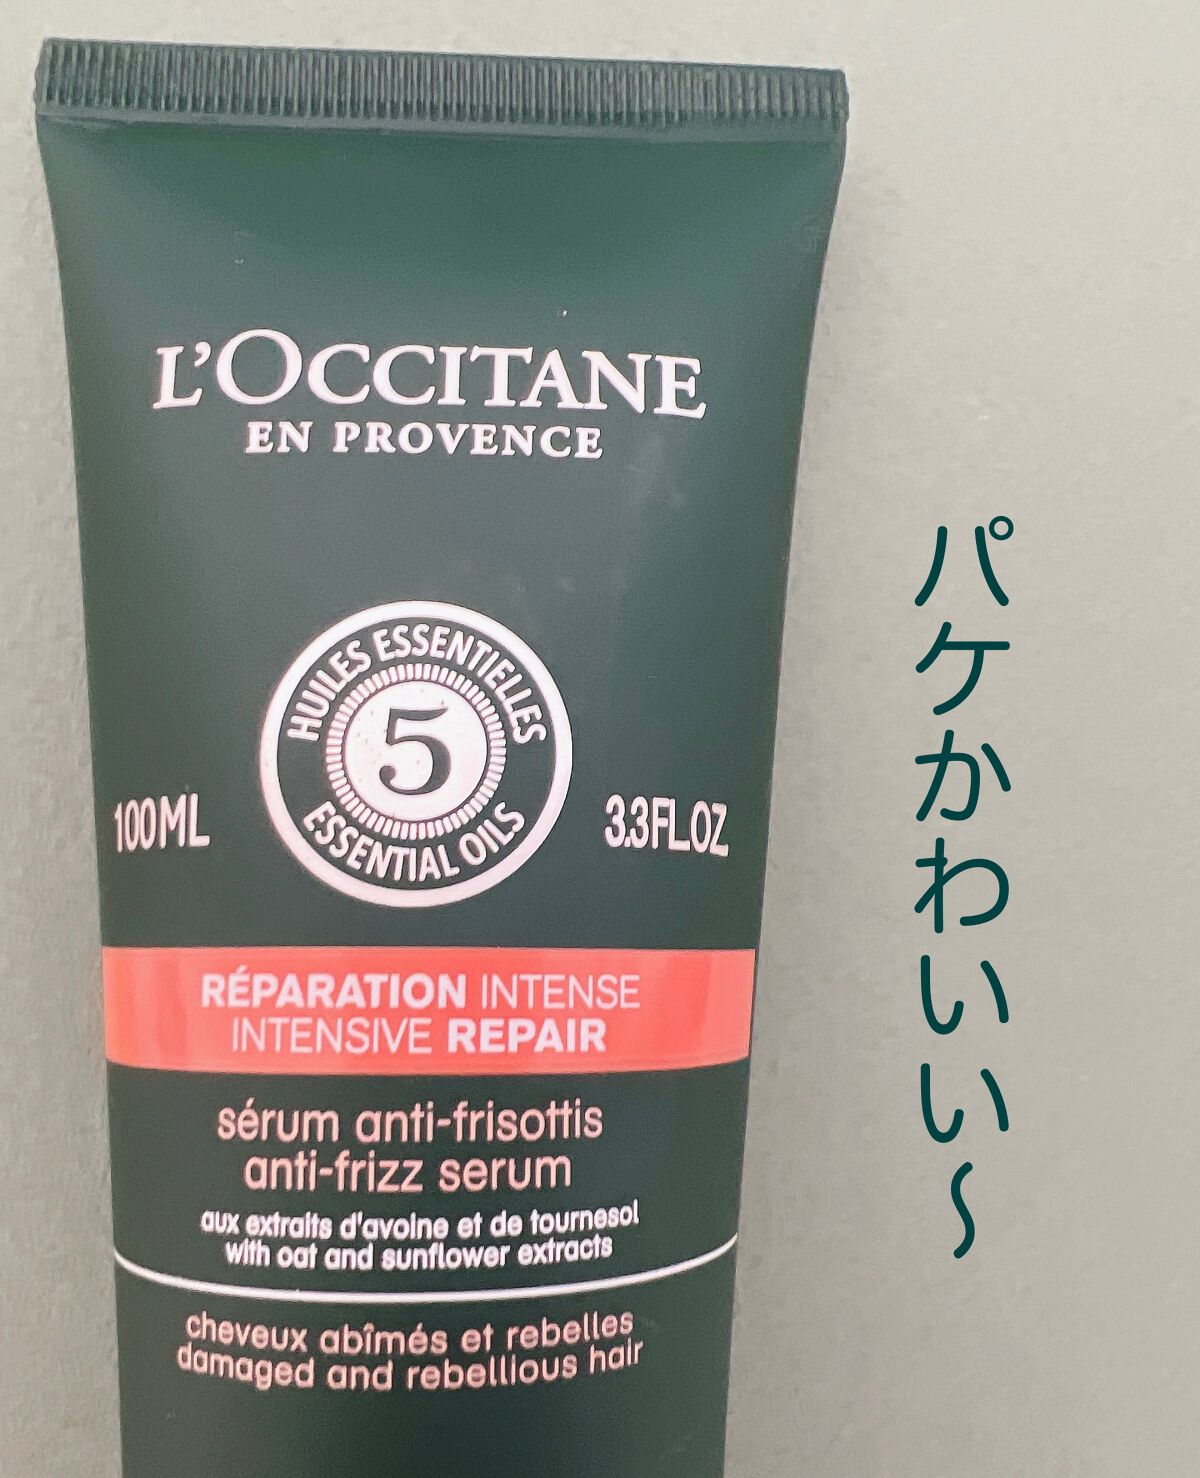 L'OCCITANE
EN PROVENCE
HUILES ESSENTIELLES
5
ESSENTIAL OILS
100ML
3.3FL.OZ
RÉPARATION INTENSE
INTENSIVE REPAIR
sérum anti-frisottis
anti-frizz serum
aux extraits d'avoine et de tournesol
with oat and sunflower extracts
cheveux abîmés et rebelles
damaged and rebellious hair
パケかわいい〜